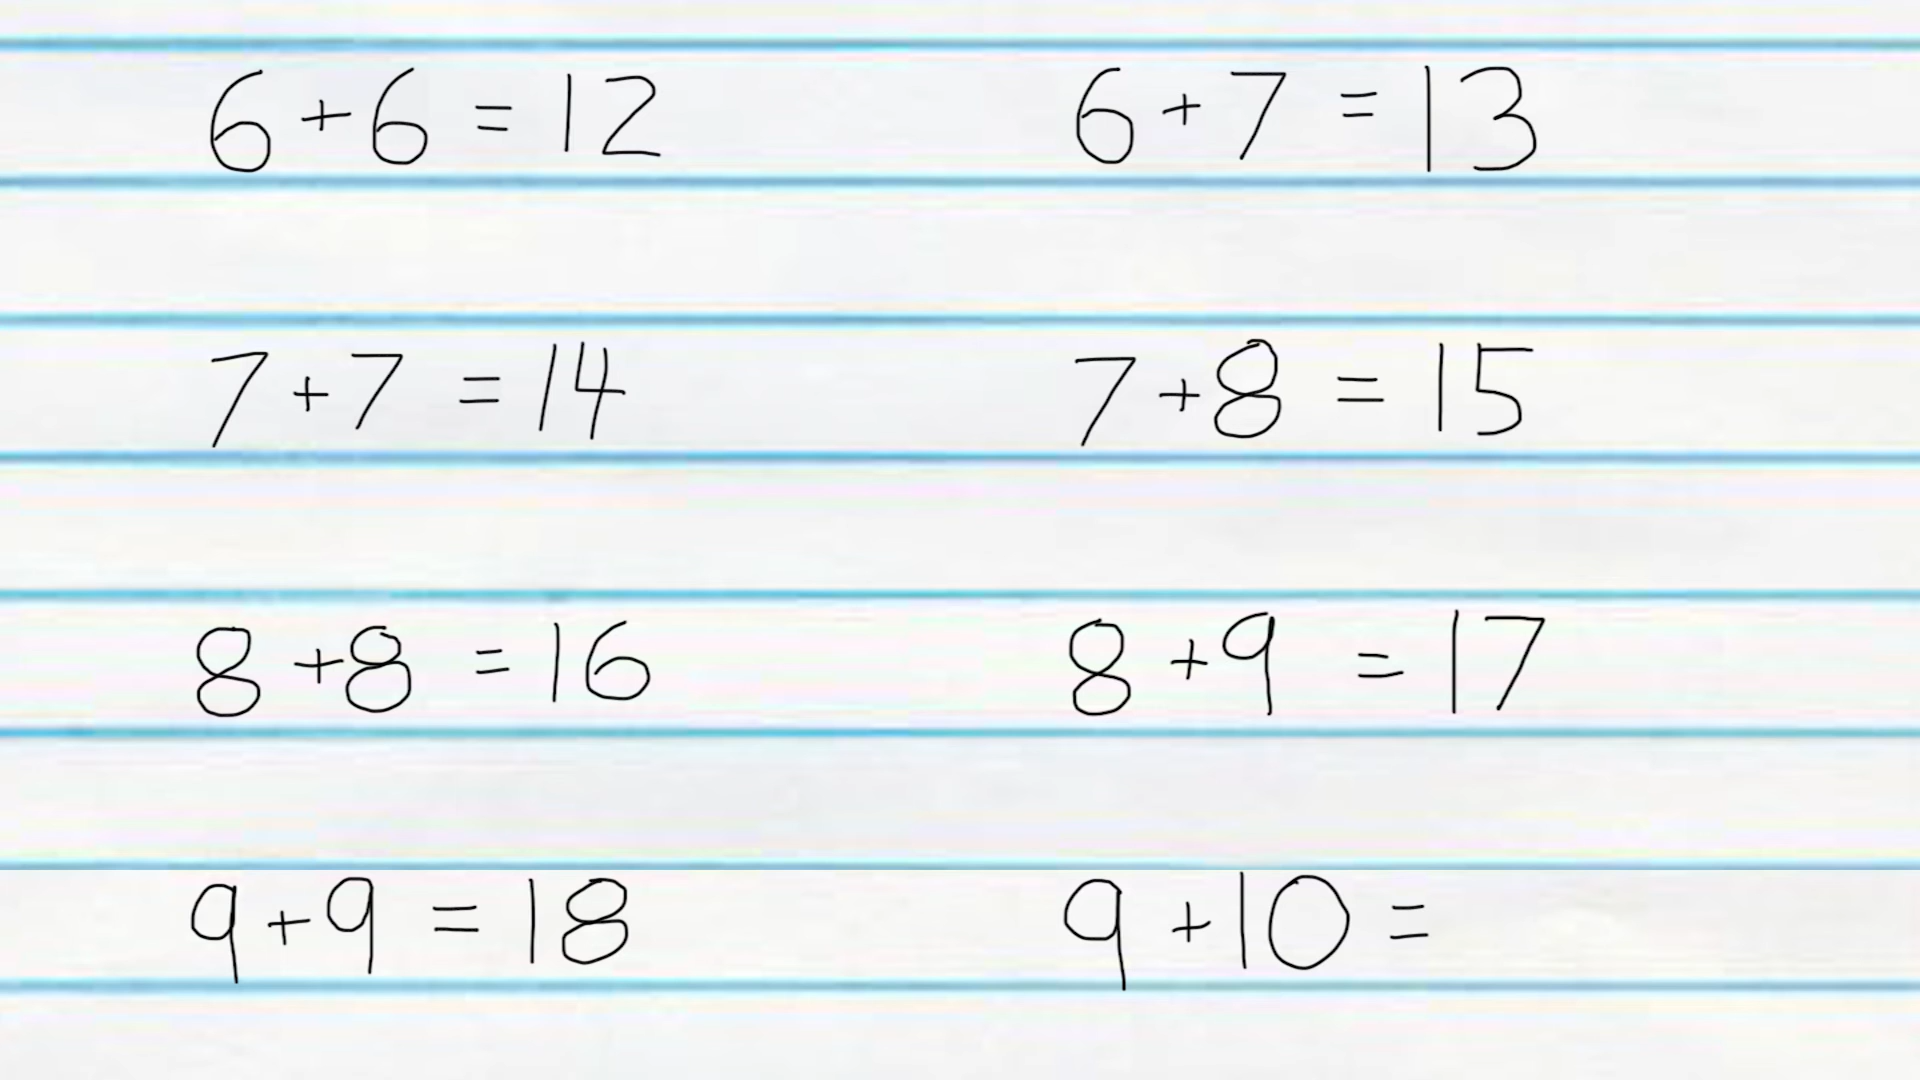 6+6 = 12 6+7 = 13
7+7 = 14 7+8 = 15
8+8 = 16 8+9 = 17
9+9 = 18 9+10 =